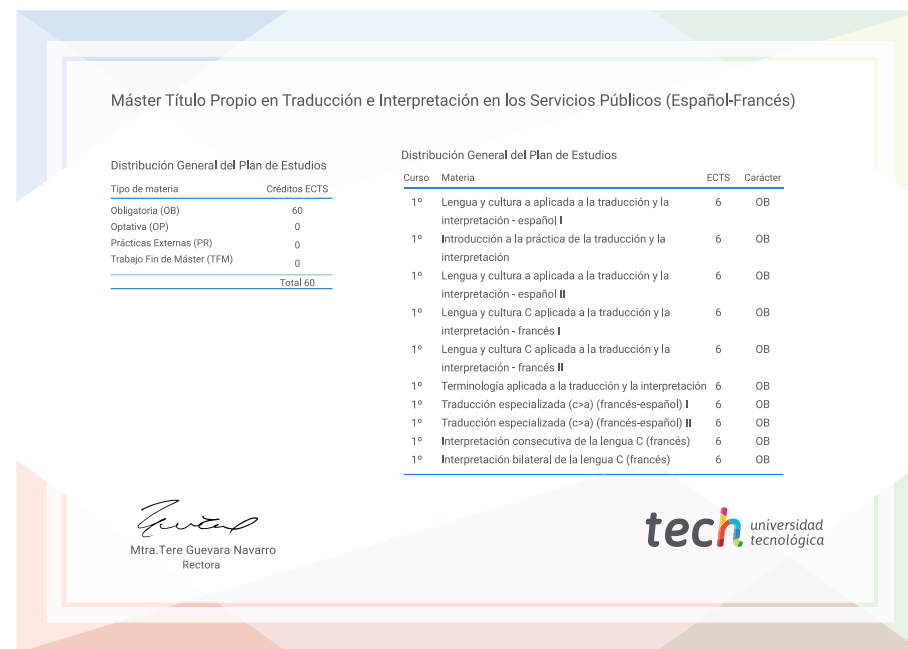 Máster Título Propio en Traducción e Interpretación en los Servicios Públicos (Español-Francés)
Distribución General del Plan de Estudios
Tipo de materia Créditos ECTS
Obligatoria (OB) 60
Optativa (OP) 0
Prácticas Externas (PR) 0
Trabajo Fin de Máster (TFM) 0
Total 60
Distribución General del Plan de Estudios
Curso Materia ECTS Carácter
1º Lengua y cultura a aplicada a la traducción y la 6 OB
interpretación - español I
1º Introducción a la práctica de la traducción y la 6 OB
interpretación
1º Lengua y cultura a aplicada a la traducción y la 6 OB
interpretación - español II
1º Lengua y cultura C aplicada a la traducción y la 6 OB
interpretación - francés I
1º Lengua y cultura C aplicada a la traducción y la 6 OB
interpretación - francés II
1º Terminología aplicada a la traducción y la interpretación 6 OB
1º Traducción especializada (c>a) (francés-español) I 6 OB
1º Traducción especializada (c>a) (francés-español) II 6 OB
1º Interpretación consecutiva de la lengua C (francés) 6 OB
1º Interpretación bilateral de la lengua C (francés) 6 OB
Mtra.Tere Guevara Navarro
Rectora
tech universidad
tecnológica